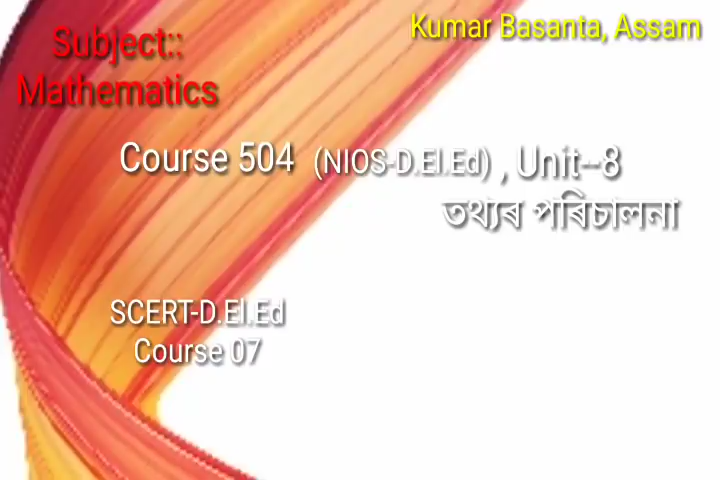 Kumar Basanta, Assam
Subject::
Mathematics
Course 504 (NIOS-D.El.Ed) , Unit--8
তথ্যৰ পৰিচালনা
SCERT-D.El.Ed
Course 07